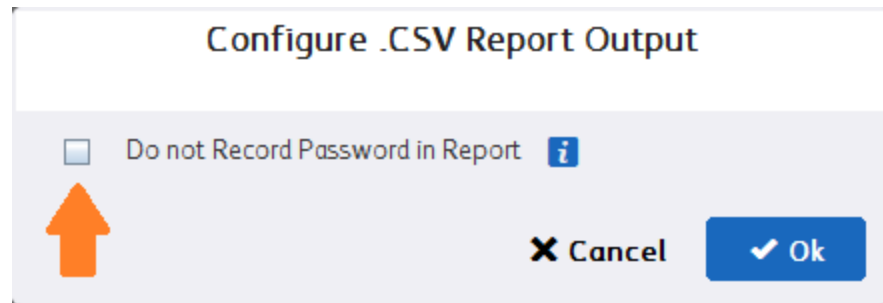 Configure .CSV Report Output
Do not Record Password in Report i
Cancel Ok